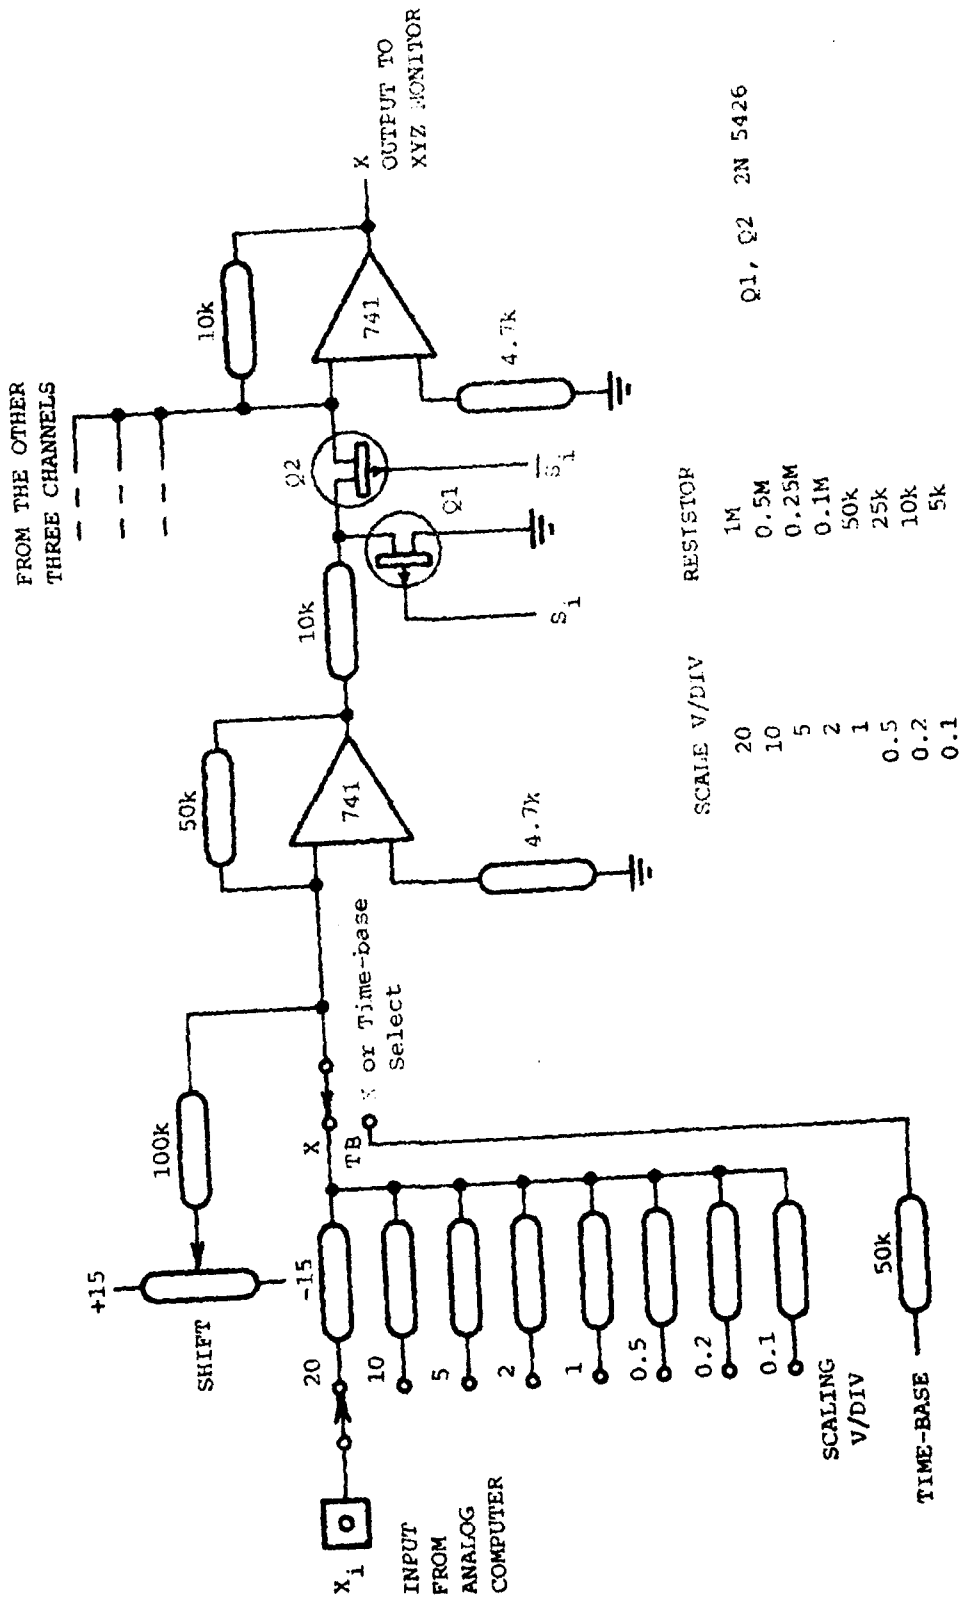 FROM THE OTHER
THREE CHANNELS
+15
SHIFT
-15
100k
50k
741
4.7k
10k
Q2
Q1
10k
741
4.7k
X
OUTPUT TO
XYZ MONITOR
Xi
INPUT
FROM
ANALOG
COMPUTER
20
10
5
2
1
0.5
0.2
0.1
SCALING
V/DIV
X
TB
X or Time-base
Select
TIME-BASE
50k
Si
S̄i
SCALE V/DIV RESISTOR
20 1M
10 0.5M
5 0.25M
2 0.1M
1 50k
0.5 25k
0.2 10k
0.1 5k
Q1, Q2 2N 5426